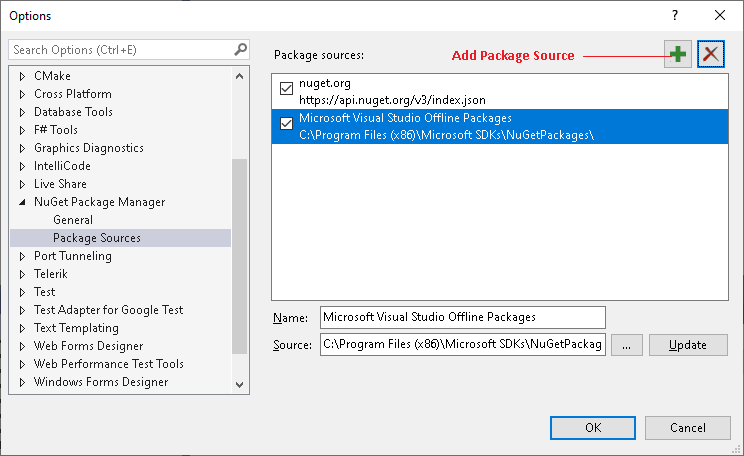 Options
Search Options (Ctrl+E)
CMake
Cross Platform
Database Tools
F# Tools
Graphics Diagnostics
IntelliCode
Live Share
NuGet Package Manager
General
Package Sources
Port Tunneling
Telerik
Test
Test Adapter for Google Test
Text Templating
Web Forms Designer
Web Performance Test Tools
Windows Forms Designer
Package sources:
Add Package Source
nuget.org
https://api.nuget.org/v3/index.json
Microsoft Visual Studio Offline Packages
C:\Program Files (x86)\Microsoft SDKs\NuGetPackages\
Name: Microsoft Visual Studio Offline Packages
Source: C:\Program Files (x86)\Microsoft SDKs\NuGetPackag ... Update
OK Cancel